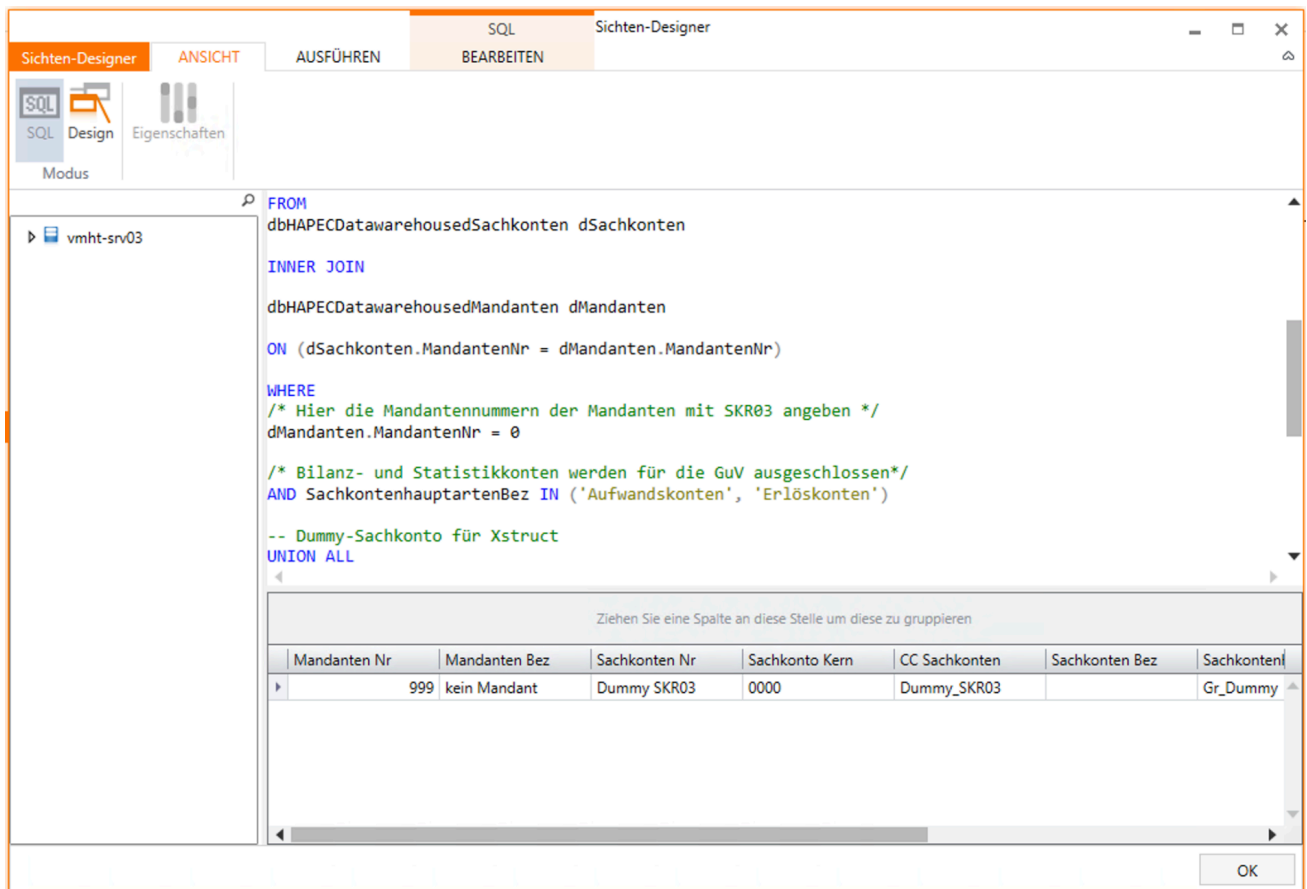 SQL
Sichten-Designer
Sichten-Designer
ANSICHT
AUSFÜHREN
BEARBEITEN
SQL
SQL
Design
Eigenschaften
Modus
vmht-srv03
FROM
dbHAPECDatawarehousedSachkonten dSachkonten
INNER JOIN
dbHAPECDatawarehousedMandanten dMandanten
ON (dSachkonten.MandantenNr = dMandanten.MandantenNr)
WHERE
/* Hier die Mandantennummern der Mandanten mit SKR03 angeben */
dMandanten.MandantenNr = 0
/* Bilanz- und Statistikkonten werden für die GuV ausgeschlossen*/
AND SachkontenhauptartenBez IN ('Aufwandskonten', 'Erlöskonten')
-- Dummy-Sachkonto für Xstruct
UNION ALL
Ziehen Sie eine Spalte an diese Stelle um diese zu gruppieren
Mandanten Nr Mandanten Bez Sachkonten Nr Sachkonto Kern CC Sachkonten Sachkonten Bez
999 kein Mandant Dummy SKR03 0000 Dummy_SKR03 Gr_Dummy
OK